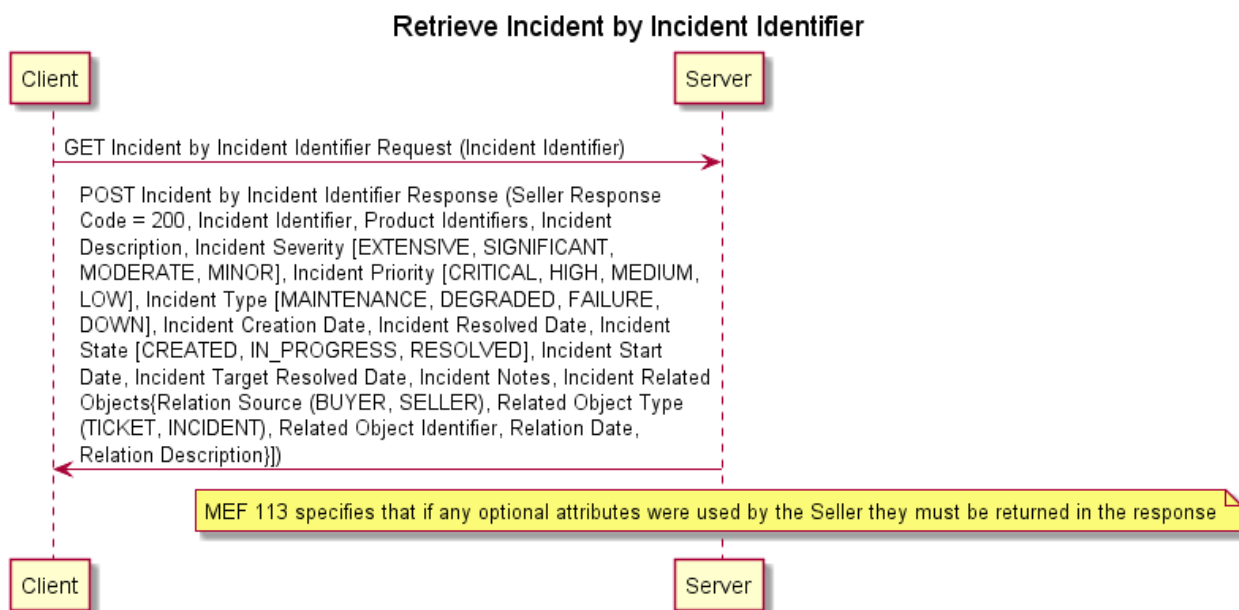 Retrieve Incident by Incident Identifier
Client
Server
GET Incident by Incident Identifier Request (Incident Identifier)
POST Incident by Incident Identifier Response (Seller Response
Code = 200, Incident Identifier, Product Identifiers, Incident
Description, Incident Severity [EXTENSIVE, SIGNIFICANT,
MODERATE, MINOR], Incident Priority [CRITICAL, HIGH, MEDIUM,
LOW], Incident Type [MAINTENANCE, DEGRADED, FAILURE,
DOWN], Incident Creation Date, Incident Resolved Date, Incident
State [CREATED, IN_PROGRESS, RESOLVED], Incident Start
Date, Incident Target Resolved Date, Incident Notes, Incident Related
Objects{Relation Source (BUYER, SELLER), Related Object Type
(TICKET, INCIDENT), Related Object Identifier, Relation Date,
Relation Description}])
MEF 113 specifies that if any optional attributes were used by the Seller they must be returned in the response
Client
Server